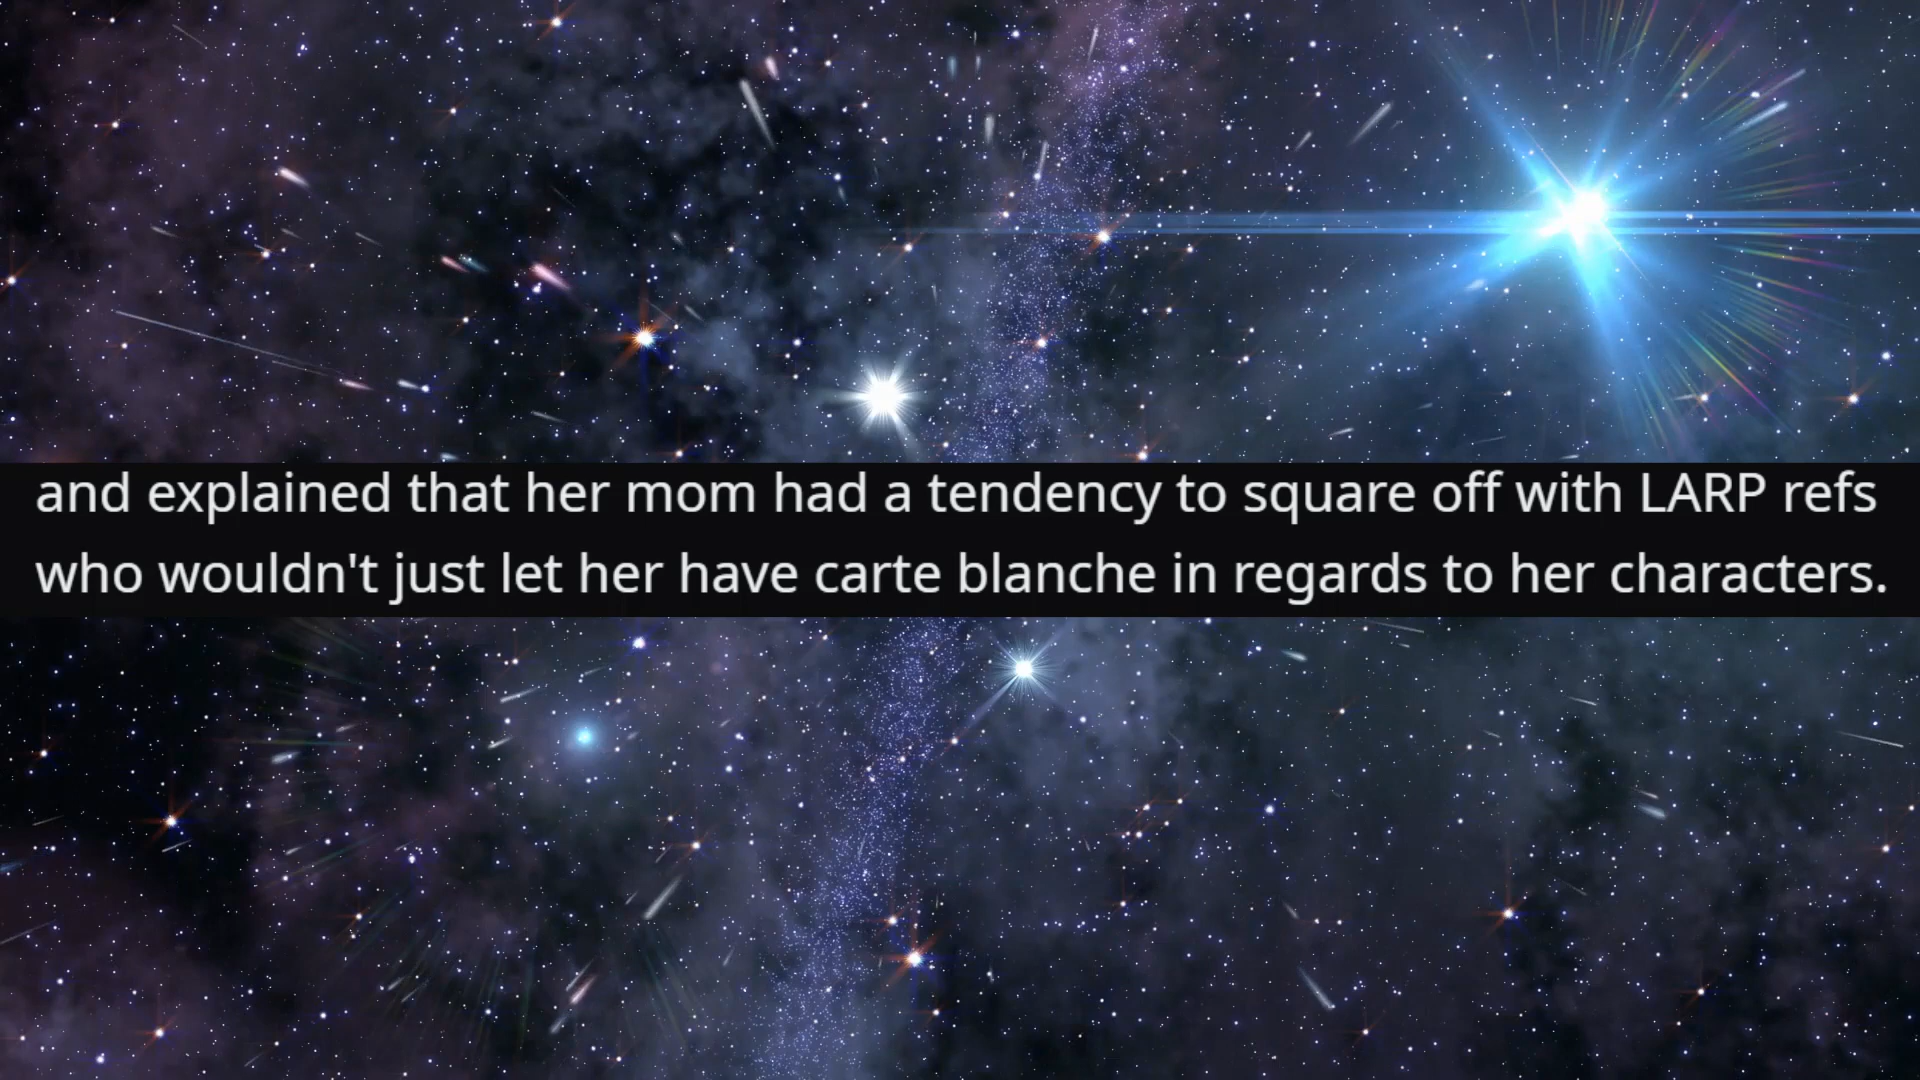 and explained that her mom had a tendency to square off with LARP refs
who wouldn't just let her have carte blanche in regards to her characters.